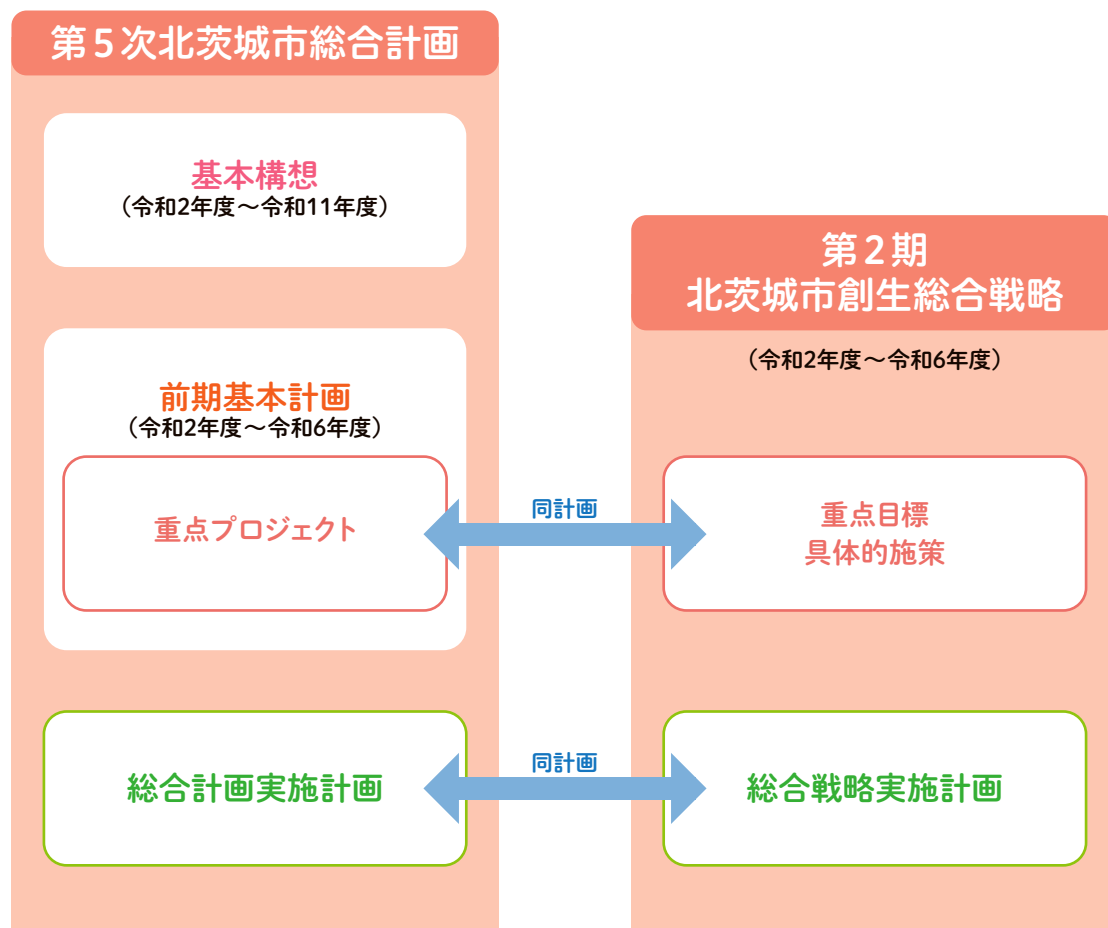 第5次北茨城市総合計画
基本構想
（令和2年度～令和11年度）
前期基本計画
（令和2年度～令和6年度）
重点プロジェクト
総合計画実施計画
同計画
同計画
第2期
北茨城市創生総合戦略
（令和2年度～令和6年度）
重点目標
具体的施策
総合戦略実施計画